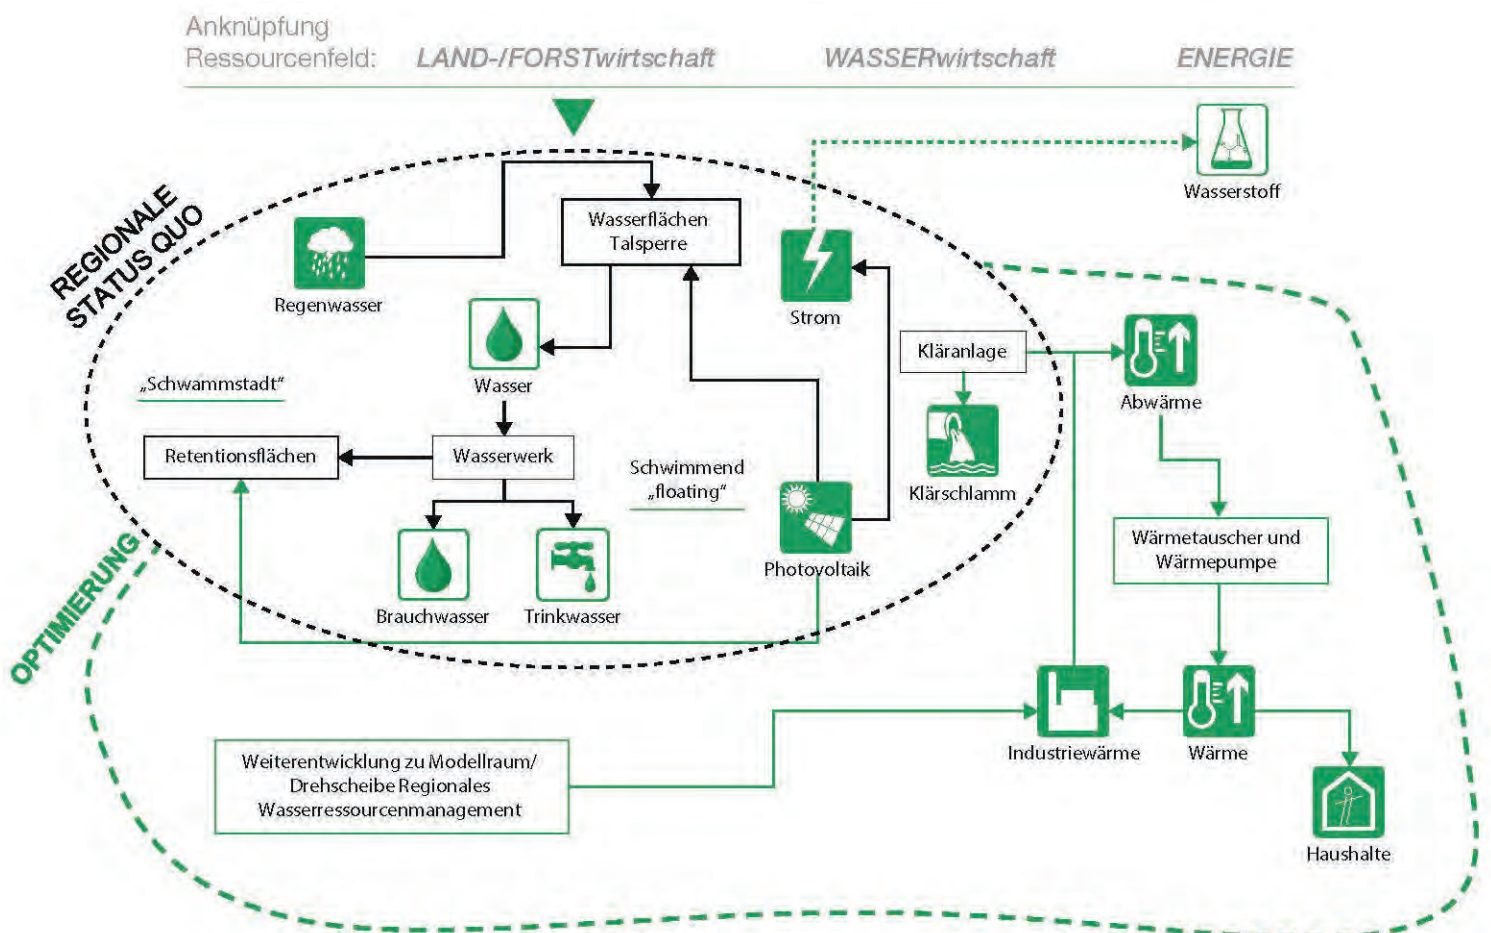 Anknüpfung
Ressourcenfeld: LAND-/FORSTwirtschaft WASSERwirtschaft ENERGIE
Wasserstoff
REGIONALE
STATUS QUO
Wasserflächen
Talsperre
Regenwasser
Strom
Wasser
Kläranlage
Abwärme
„Schwammstadt“
Retentionsflächen
Wasserwerk
Schwimmend
„floating“
Klärschlamm
Photovoltaik
Wärmetauscher und
Wärmepumpe
Brauchwasser
Trinkwasser
OPTIMIERUNG
Industriewärme
Wärme
Weiterentwicklung zu Modellraum/
Drehscheibe Regionales
Wasserressourcenmanagement
Haushalte